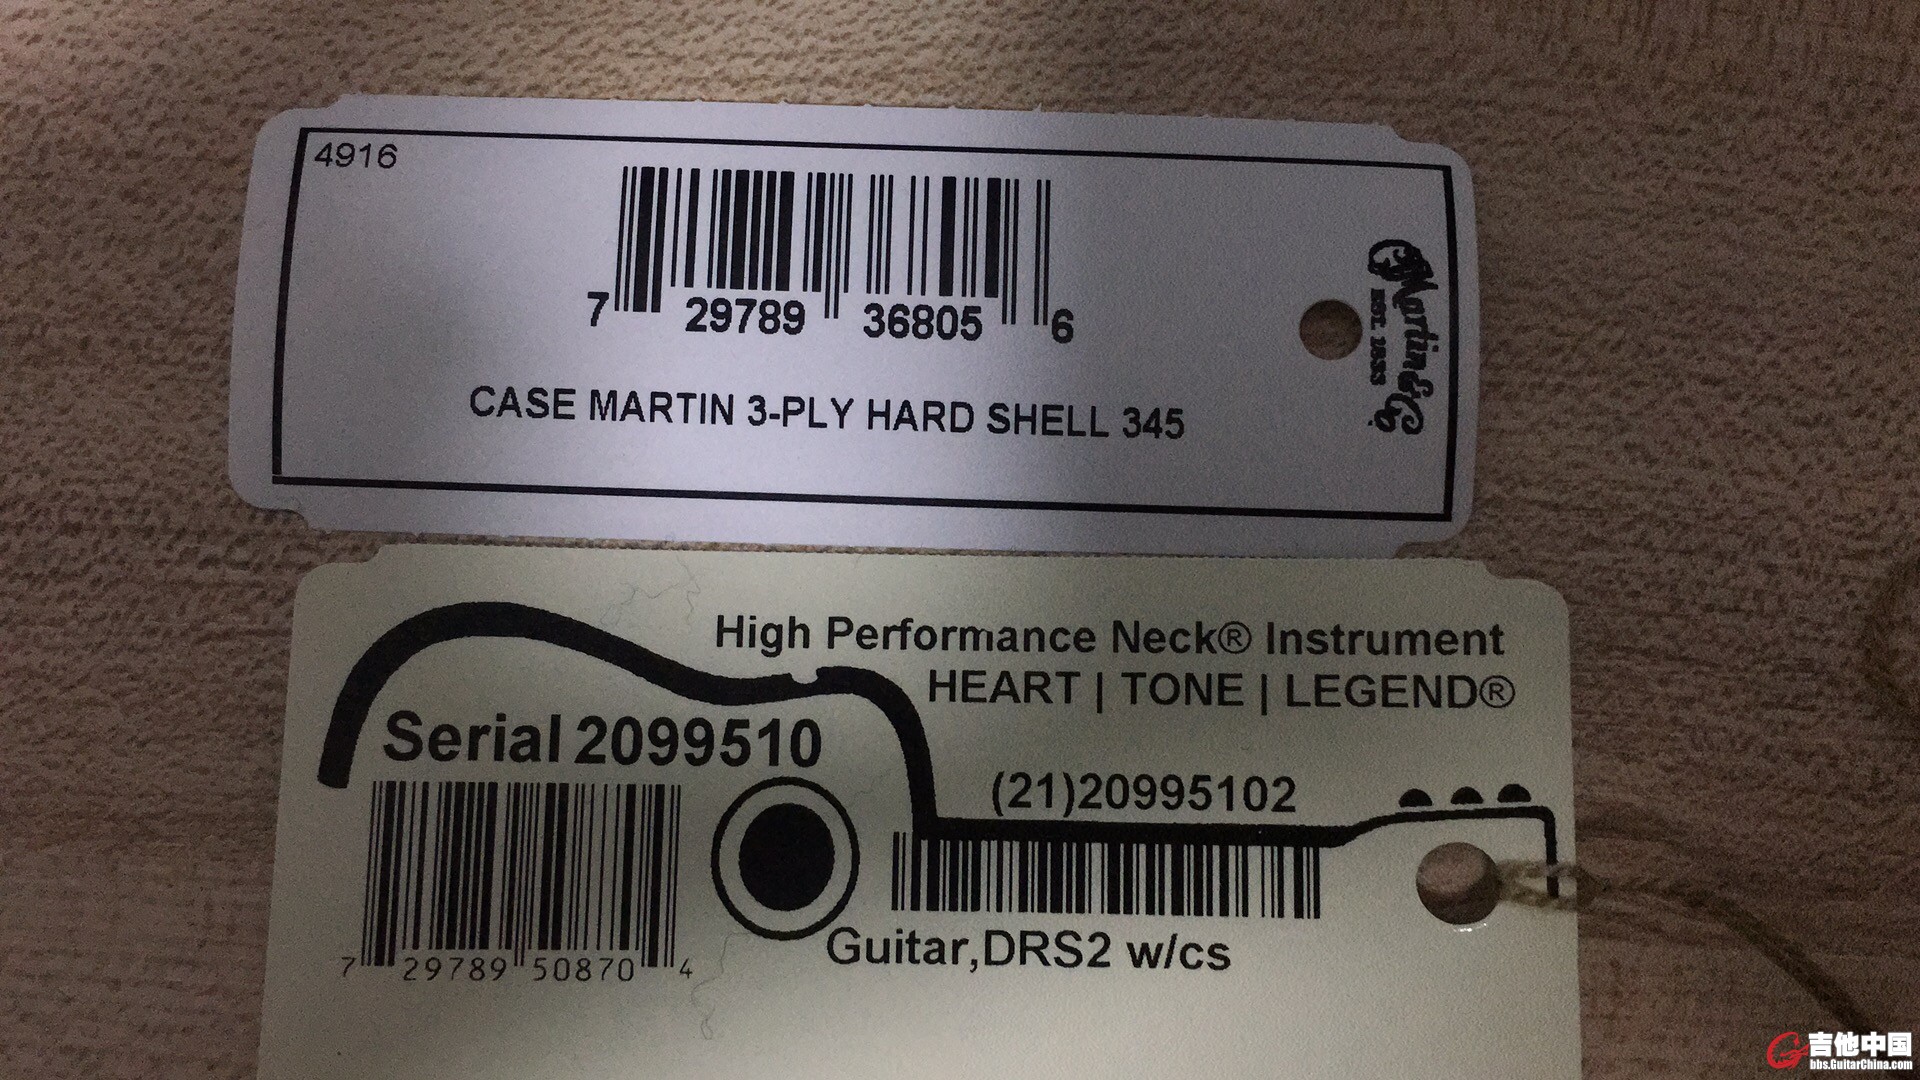 4916
7 29789 36805 6
CASE MARTIN 3-PLY HARD SHELL 345
Martin & Co.
EST. 1833
High Performance Neck® Instrument
HEART | TONE | LEGEND®
Serial 2099510
(21)20995102
7 29789 50870 4
Guitar,DRS2 w/cs
吉他中国
bbs.GuitarChina.com